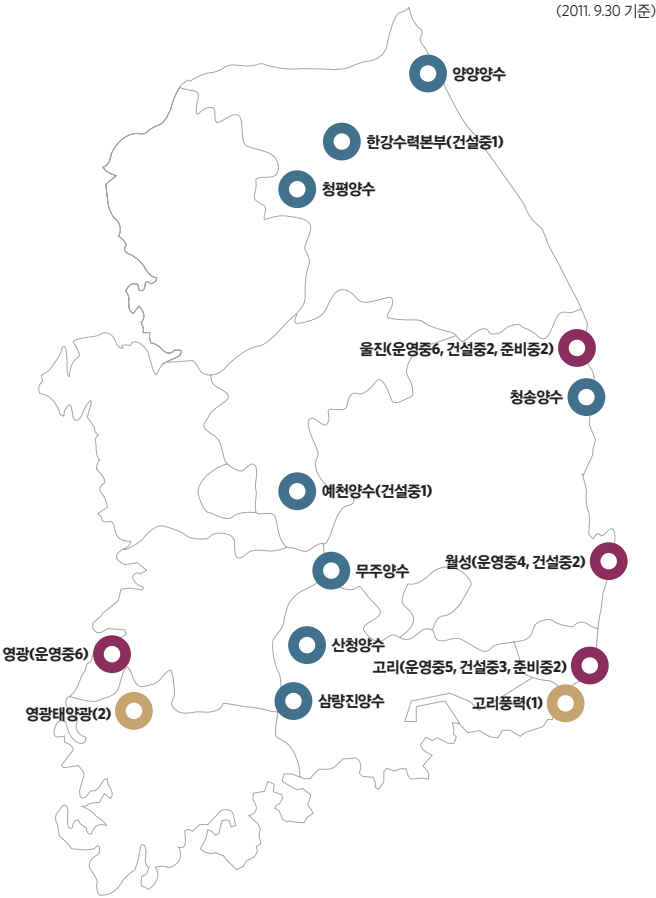 (2011. 9.30 기준)
양양양수
한강수력본부(건설중1)
청평양수
울진(운영중6, 건설중2, 준비중2)
청송양수
예천양수(건설중1)
월성(운영중4, 건설중2)
무주양수
산청양수
영광(운영중6)
고리(운영중5, 건설중3, 준비중2)
삼량진양수
고리풍력(1)
영광태양광(2)